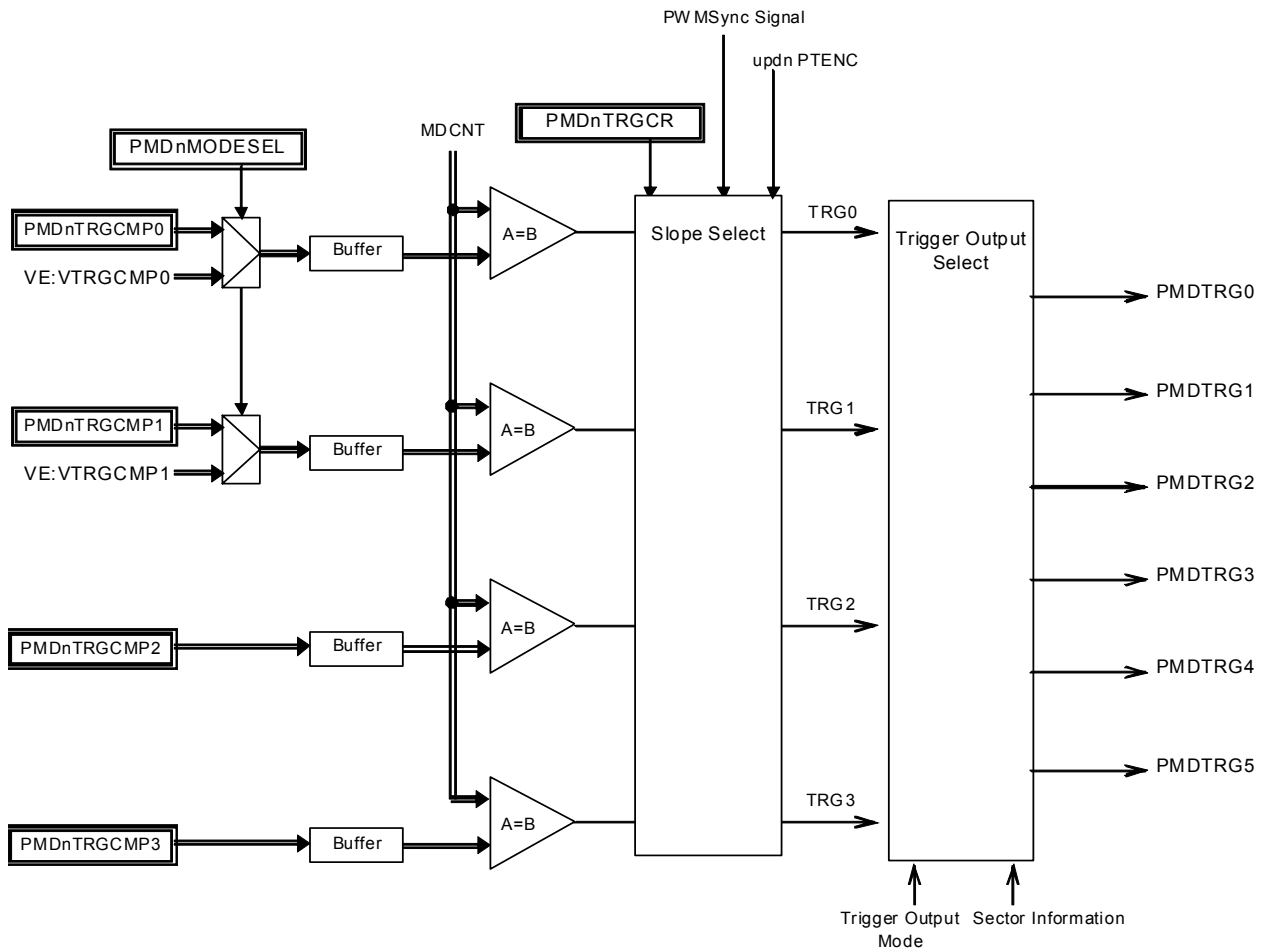 PWMSync Signal
updn PTENC
PMDnTRGCR
MDCNT
PMDnMODESEL
PMDnTRGCMP0
VE:VTRGCMP0
Buffer
A=B
Slope Select
TRG0
Trigger Output
Select
PMDTRG0
PMDnTRGCMP1
VE:VTRGCMP1
Buffer
A=B
TRG1
PMDTRG1
PMDTRG2
PMDnTRGCMP2
Buffer
A=B
TRG2
PMDTRG3
PMDTRG4
PMDnTRGCMP3
Buffer
A=B
TRG3
PMDTRG5
Trigger Output
Mode
Sector Information